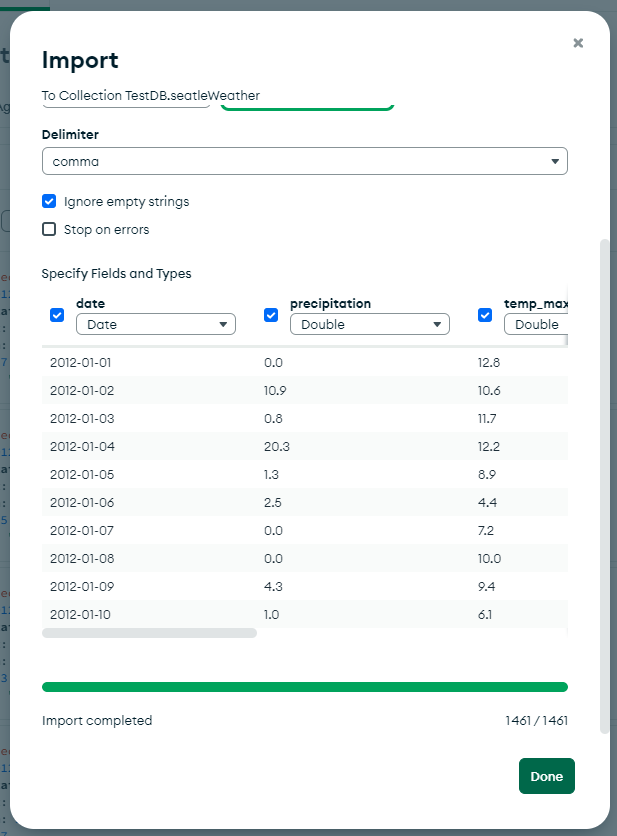 Import
To Collection TestDB.seatleWeather
Delimiter
comma
Ignore empty strings
Stop on errors
Specify Fields and Types
date precipitation temp_max
Date Double Double
2012-01-01 0.0 12.8
2012-01-02 10.9 10.6
2012-01-03 0.8 11.7
2012-01-04 20.3 12.2
2012-01-05 1.3 8.9
2012-01-06 2.5 4.4
2012-01-07 0.0 7.2
2012-01-08 0.0 10.0
2012-01-09 4.3 9.4
2012-01-10 1.0 6.1
Import completed 1461 / 1461
Done